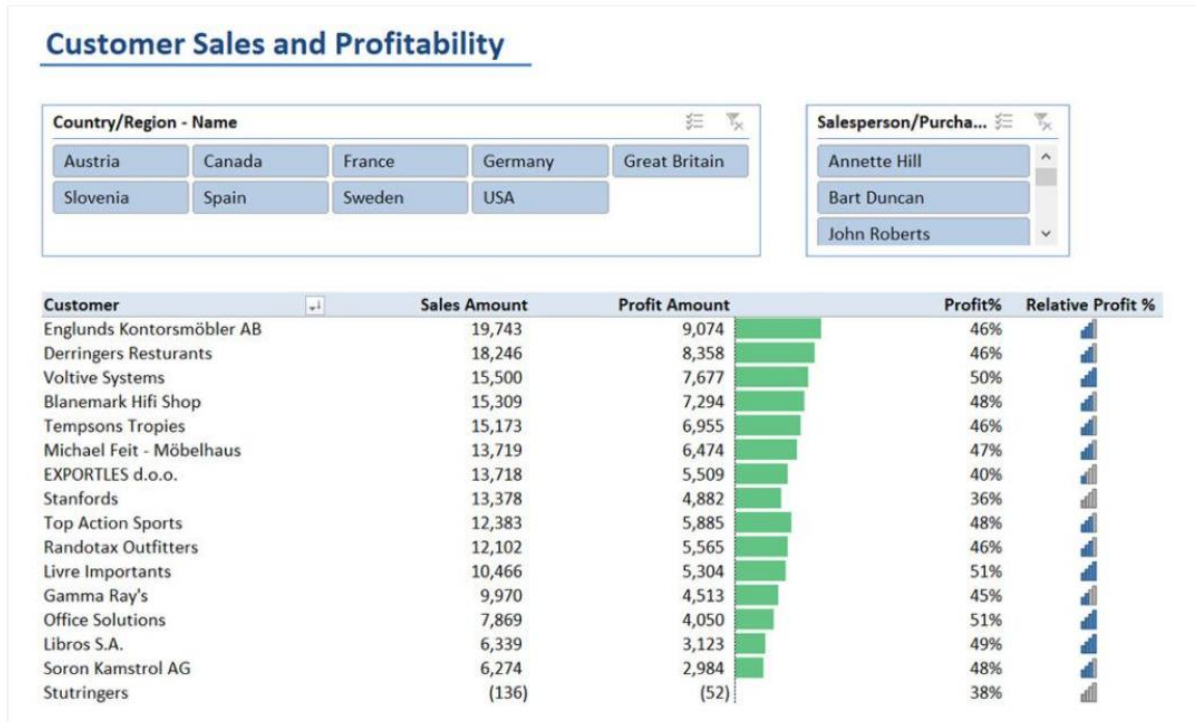 Customer Sales and Profitability
Country/Region - Name
Austria Canada France Germany Great Britain
Slovenia Spain Sweden USA
Salesperson/Purcha...
Annette Hill
Bart Duncan
John Roberts
Customer Sales Amount Profit Amount Profit% Relative Profit %
Englunds Kontorsmöbler AB 19,743 9,074 46%
Derringers Resturants 18,246 8,358 46%
Voltive Systems 15,500 7,677 50%
Blanemark Hifi Shop 15,309 7,294 48%
Tempsons Tropies 15,173 6,955 46%
Michael Feit - Möbelhaus 13,719 6,474 47%
EXPORTLES d.o.o. 13,718 5,509 40%
Stanfords 13,378 4,882 36%
Top Action Sports 12,383 5,885 48%
Randotax Outfitters 12,102 5,565 46%
Livre Importants 10,466 5,304 51%
Gamma Ray's 9,970 4,513 45%
Office Solutions 7,869 4,050 51%
Libros S.A. 6,339 3,123 49%
Soron Kamstrol AG 6,274 2,984 48%
Stutringers (136) (52) 38%